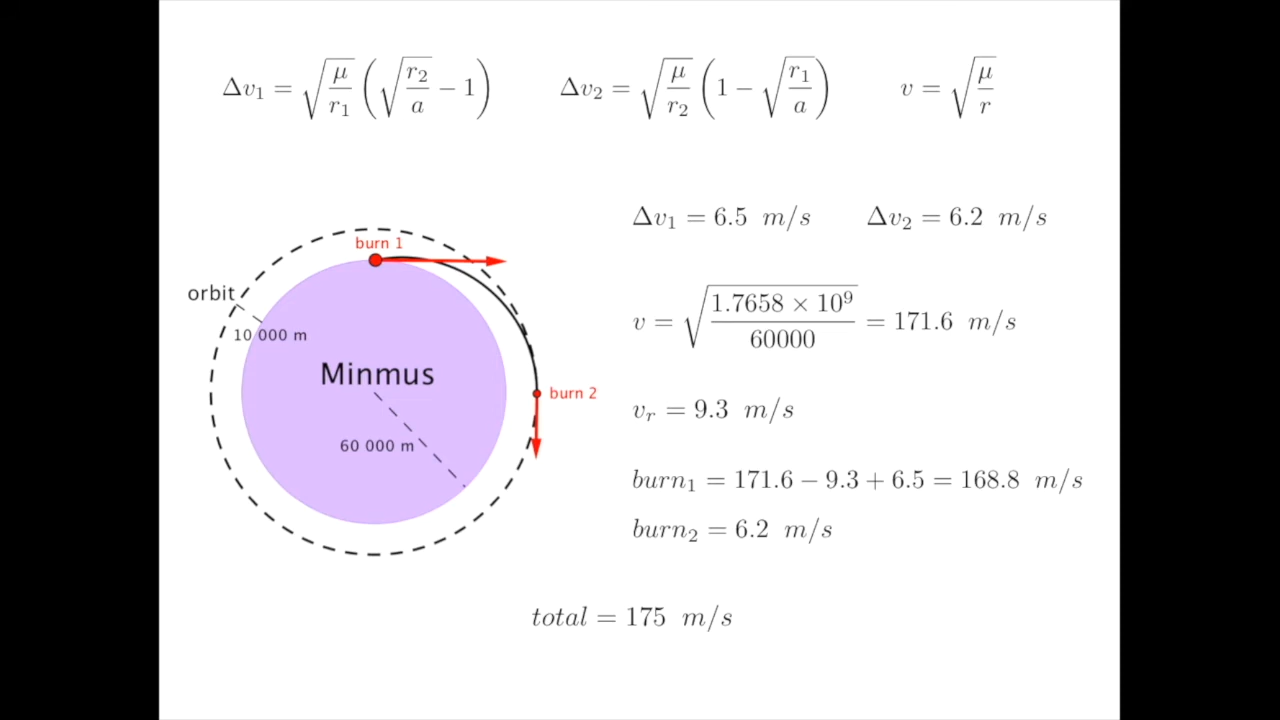 Δv₁ = √(μ/r₁) (√(r₂/a) − 1)
Δv₂ = √(μ/r₂) (1 − √(r₁/a))
v = √(μ/r)
Δv₁ = 6.5 m/s
Δv₂ = 6.2 m/s
burn 1
orbit
10 000 m
Minmus
60 000 m
burn 2
v = √(1.7658 × 10⁹/60000) = 171.6 m/s
vᵣ = 9.3 m/s
burn₁ = 171.6 − 9.3 + 6.5 = 168.8 m/s
burn₂ = 6.2 m/s
total = 175 m/s